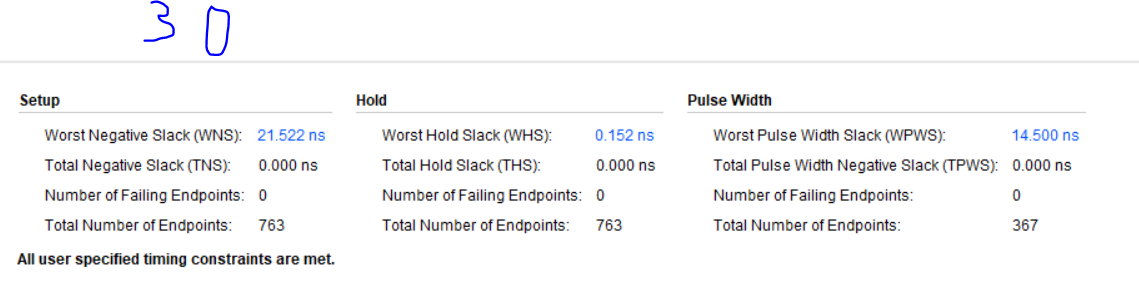 30
Setup Hold Pulse Width
Worst Negative Slack (WNS): 21.522 ns Worst Hold Slack (WHS): 0.152 ns Worst Pulse Width Slack (WPWS): 14.500 ns
Total Negative Slack (TNS): 0.000 ns Total Hold Slack (THS): 0.000 ns Total Pulse Width Negative Slack (TPWS): 0.000 ns
Number of Failing Endpoints: 0 Number of Failing Endpoints: 0 Number of Failing Endpoints: 0
Total Number of Endpoints: 763 Total Number of Endpoints: 763 Total Number of Endpoints: 367
All user specified timing constraints are met.